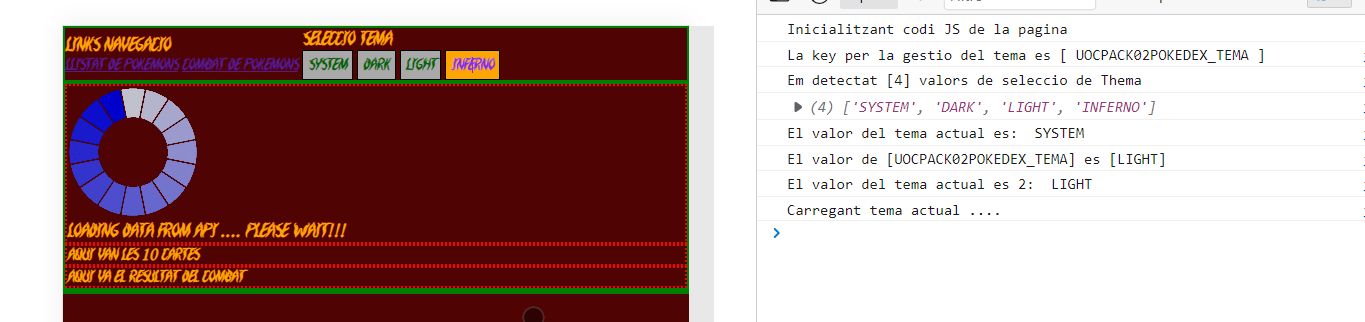 LINKS NAVEGACIO
LLISTAT DE POKEMONS COMBAT DE POKEMONS
SELECCIO TEMA
SYSTEM DARK LIGHT INFERNO
LOADING DATA FROM APY .... PLEASE WAIT!!!
AQUI VAN LES 10 CARTES
AQUI VA EL RESULTAT DEL COMBAT
Inicialitzant codi JS de la pagina
La key per la gestio del tema es [ UOCPACK02POKEDEX_TEMA ]
Em detectat [4] valors de seleccio de Thema
(4) ['SYSTEM', 'DARK', 'LIGHT', 'INFERNO']
El valor del tema actual es:  SYSTEM
El valor de [UOCPACK02POKEDEX_TEMA] es [LIGHT]
El valor del tema actual es 2:  LIGHT
Carregant tema actual ....